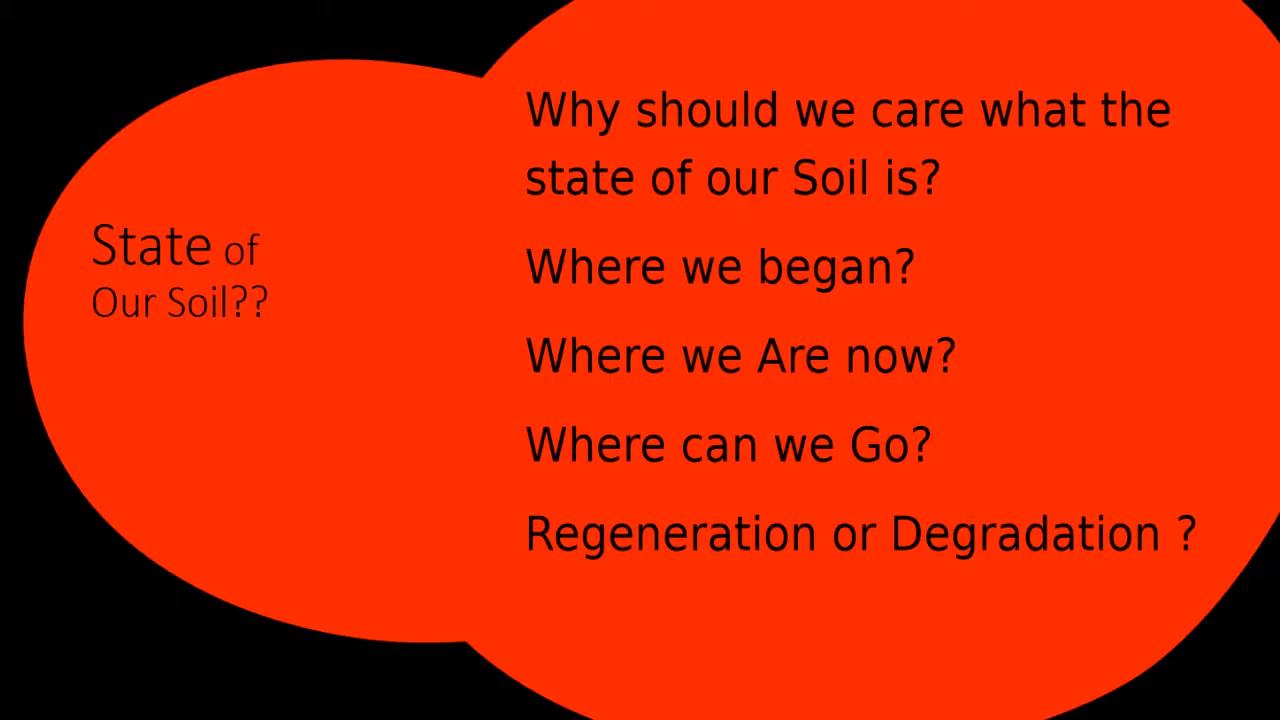 State of
Our Soil??
Why should we care what the
state of our Soil is?
Where we began?
Where we Are now?
Where can we Go?
Regeneration or Degradation ?